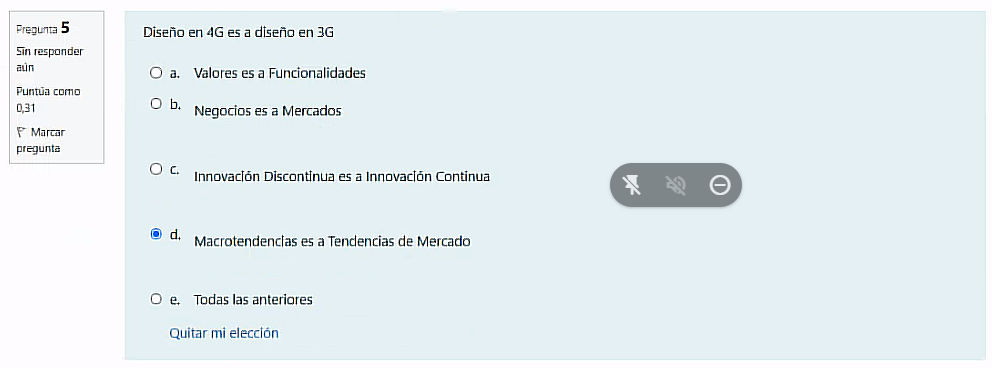 Pregunta 5
Sin responder
aún
Puntúa como
0,31
Marcar
pregunta
Diseño en 4G es a diseño en 3G
a. Valores es a Funcionalidades
b. Negocios es a Mercados
c. Innovación Discontinua es a Innovación Continua
d. Macrotendencias es a Tendencias de Mercado
e. Todas las anteriores
Quitar mi elección